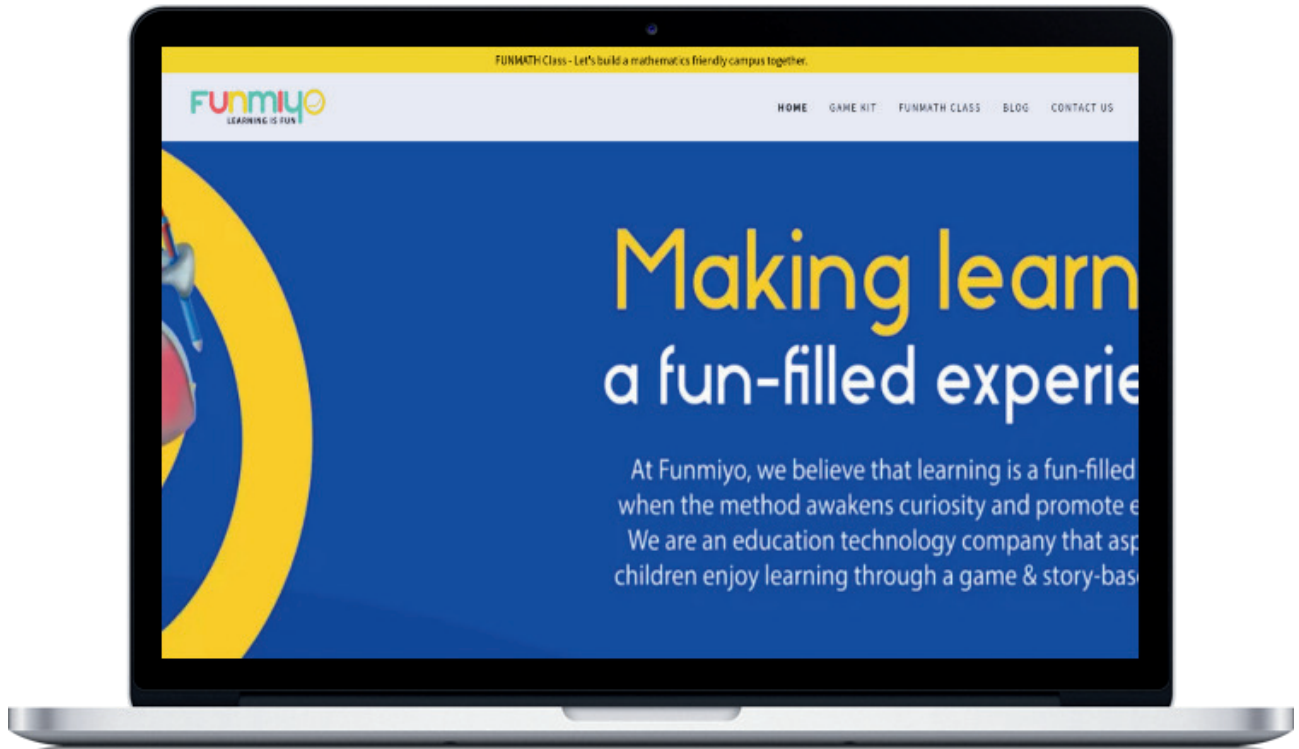 FUNMATH Class - Let's build a mathematics friendly campus together.
Funmiyo
LEARNING IS FUN
HOME GAME KIT FUNMATH CLASS BLOG CONTACT US
Making learn
a fun-filled experie
At Funmiyo, we believe that learning is a fun-filled
when the method awakens curiosity and promote e
We are an education technology company that asp
children enjoy learning through a game & story-bas